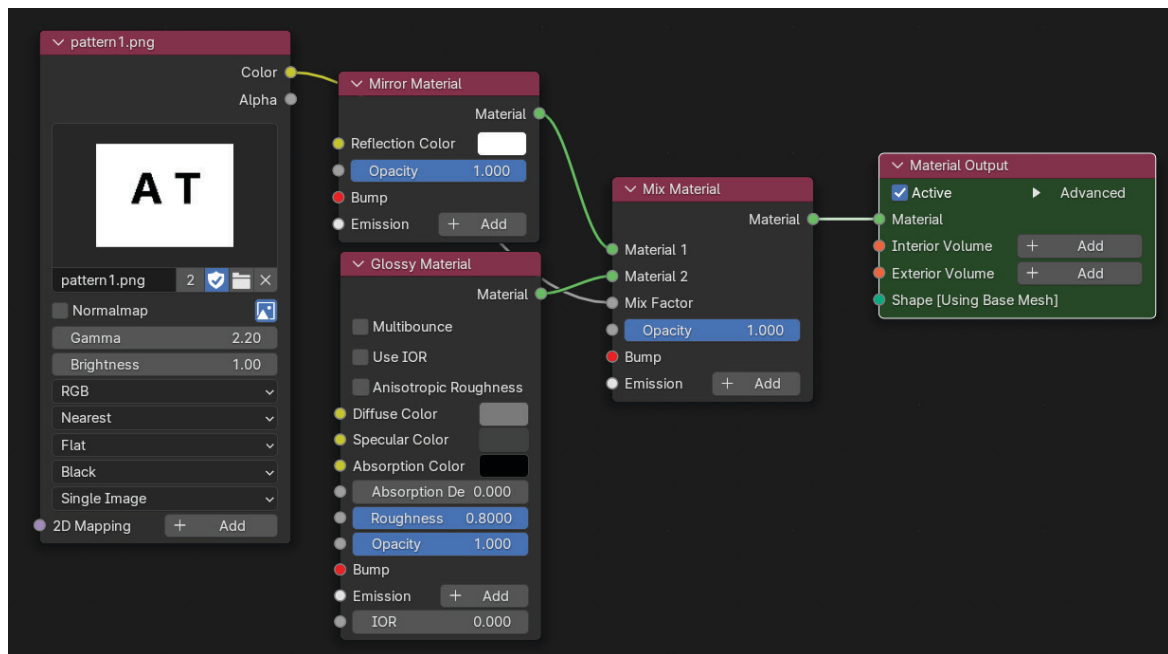 pattern1.png
Color
Alpha
A T
pattern1.png 2
Normalmap
Gamma 2.20
Brightness 1.00
RGB
Nearest
Flat
Black
Single Image
2D Mapping + Add
Mirror Material
Material
Reflection Color
Opacity 1.000
Bump
Emission + Add
Glossy Material
Material
Multibounce
Use IOR
Anisotropic Roughness
Diffuse Color
Specular Color
Absorption Color
Absorption De 0.000
Roughness 0.8000
Opacity 1.000
Bump
Emission + Add
IOR 0.000
Mix Material
Material
Material 1
Material 2
Mix Factor
Opacity 1.000
Bump
Emission + Add
Material Output
Active Advanced
Material
Interior Volume + Add
Exterior Volume + Add
Shape [Using Base Mesh]